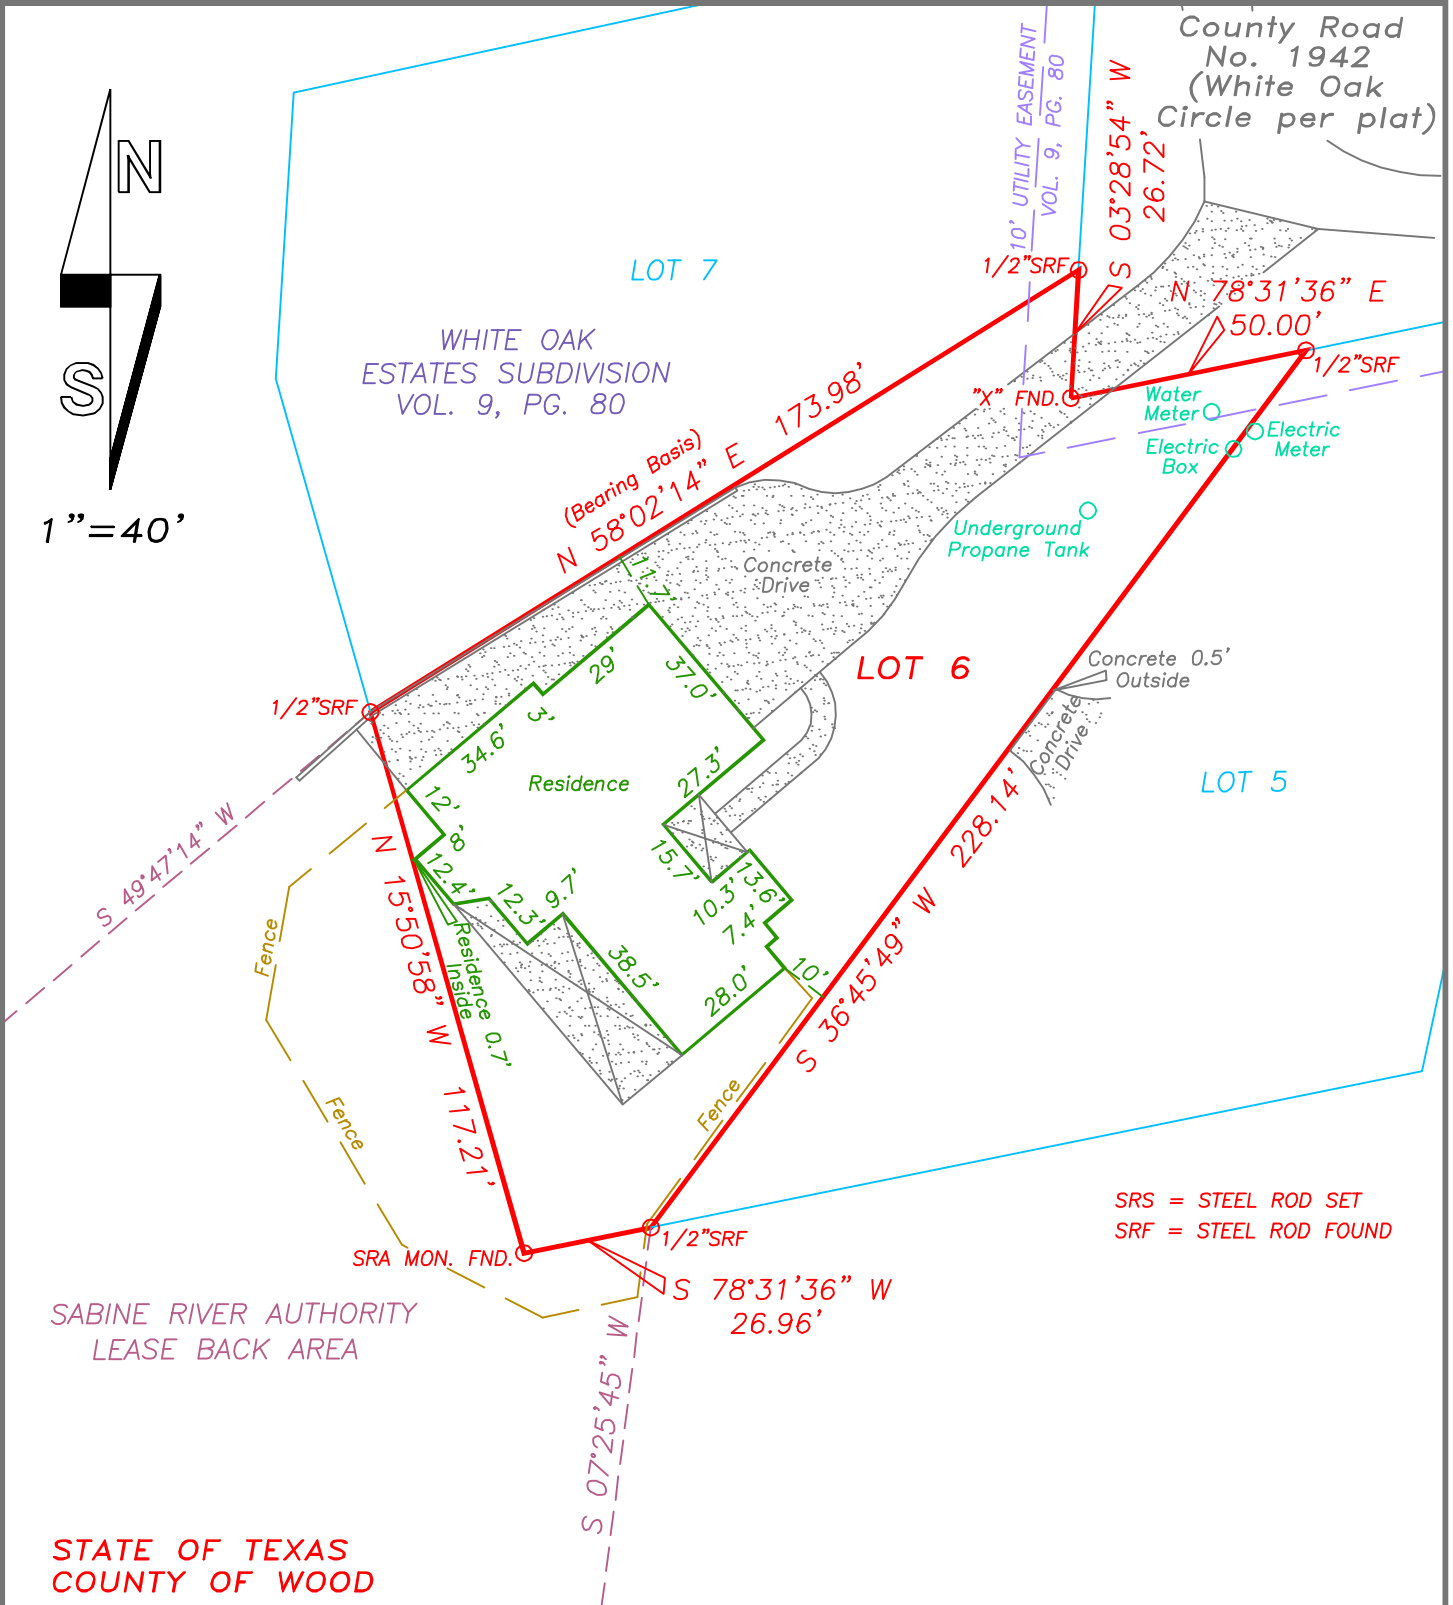 County Road
No. 1942
(White Oak
Circle per plat)
10' UTILITY EASEMENT
VOL. 9, PG. 80
S 03°28'54" W
26.72'
N
S
1"=40'
LOT 7
WHITE OAK
ESTATES SUBDIVISION
VOL. 9, PG. 80
1/2"SRF
N 78°31'36" E
50.00'
1/2"SRF
"X" FND.
Water
Meter
Electric
Meter
Electric
Box
Underground
Propane Tank
(Bearing Basis)
N 58°02'14" E 173.98'
Concrete
Drive
11.7'
29'
37.0'
3'
34.6'
LOT 6
Concrete 0.5'
Outside
Concrete
Drive
LOT 5
1/2"SRF
Residence
27.3'
12'
8'
12.4'
12.3'
9.7'
15.7'
10.3'
13.6'
7.4'
38.5'
28.0'
10'
S 49°47'14" W
N 15°50'58" W 117.21'
Residence 0.7'
Inside
Fence
Fence
Fence
S 36°45'49" W 228.14'
SRS = STEEL ROD SET
SRF = STEEL ROD FOUND
1/2"SRF
SRA MON. FND.
S 78°31'36" W
26.96'
SABINE RIVER AUTHORITY
LEASE BACK AREA
S 07°25'45" W
STATE OF TEXAS
COUNTY OF WOOD